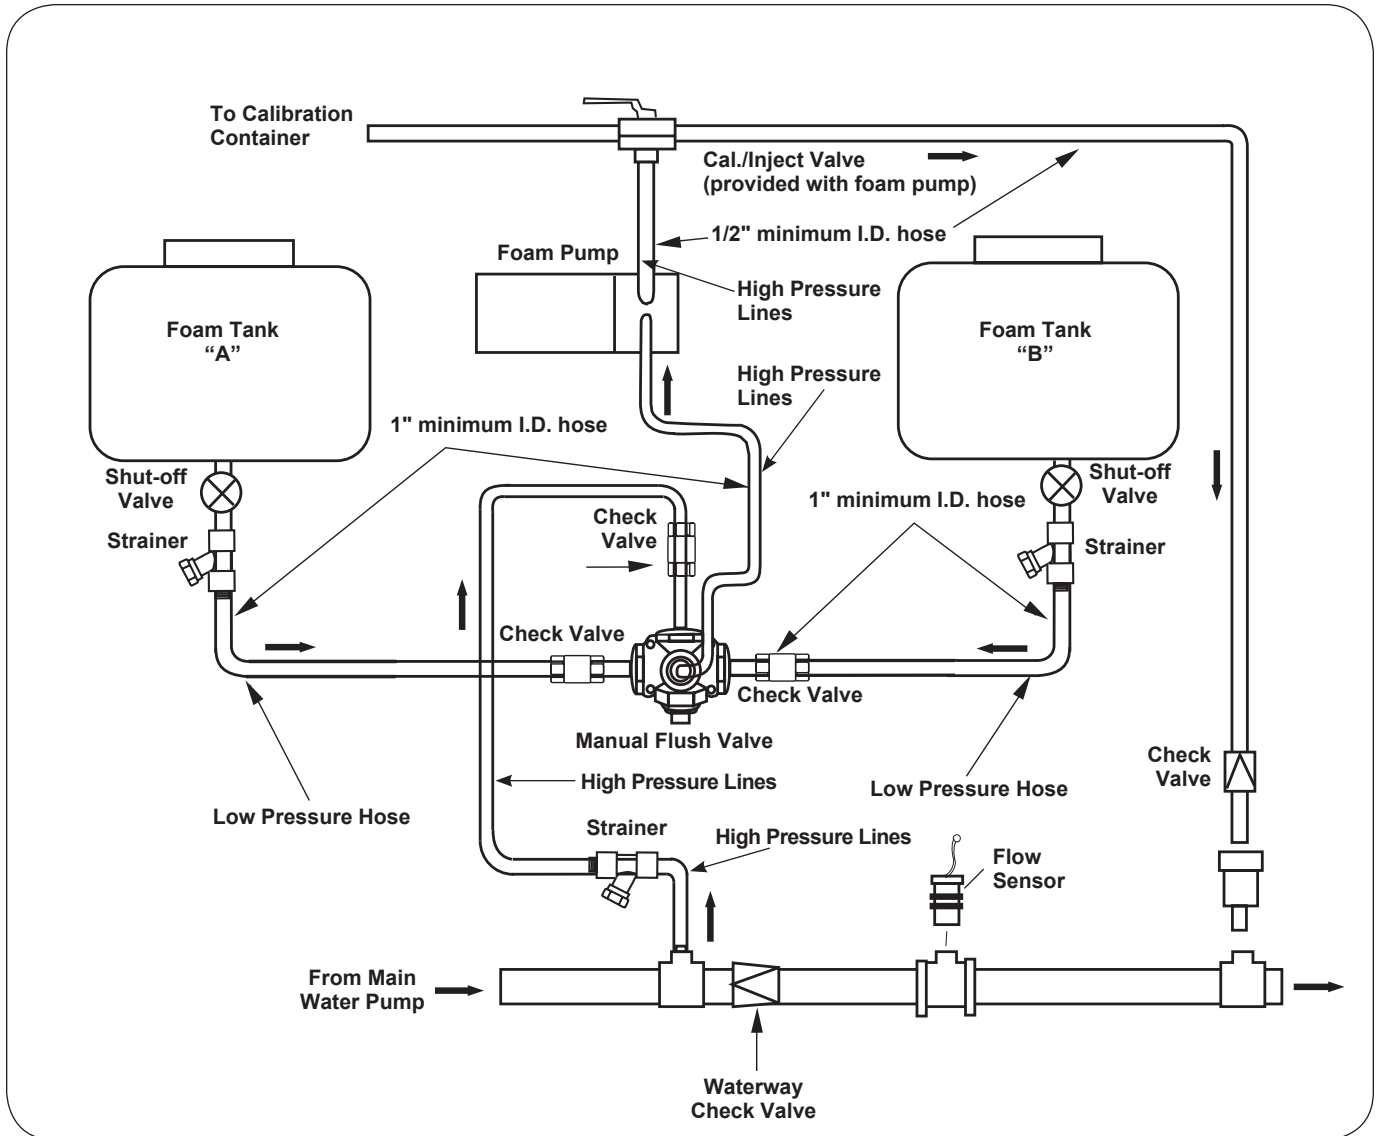 To Calibration
Container
Cal./Inject Valve
(provided with foam pump)
1/2" minimum I.D. hose
Foam Pump
High Pressure
Lines
Foam Tank
“A”
Foam Tank
“B”
High Pressure
Lines
1" minimum I.D. hose
Shut-off
Valve
Shut-off
Valve
1" minimum I.D. hose
Check
Valve
Strainer
Strainer
Check Valve
Check Valve
Manual Flush Valve
High Pressure Lines
Low Pressure Hose
Low Pressure Hose
Check
Valve
Strainer
High Pressure Lines
Flow
Sensor
From Main
Water Pump
Waterway
Check Valve